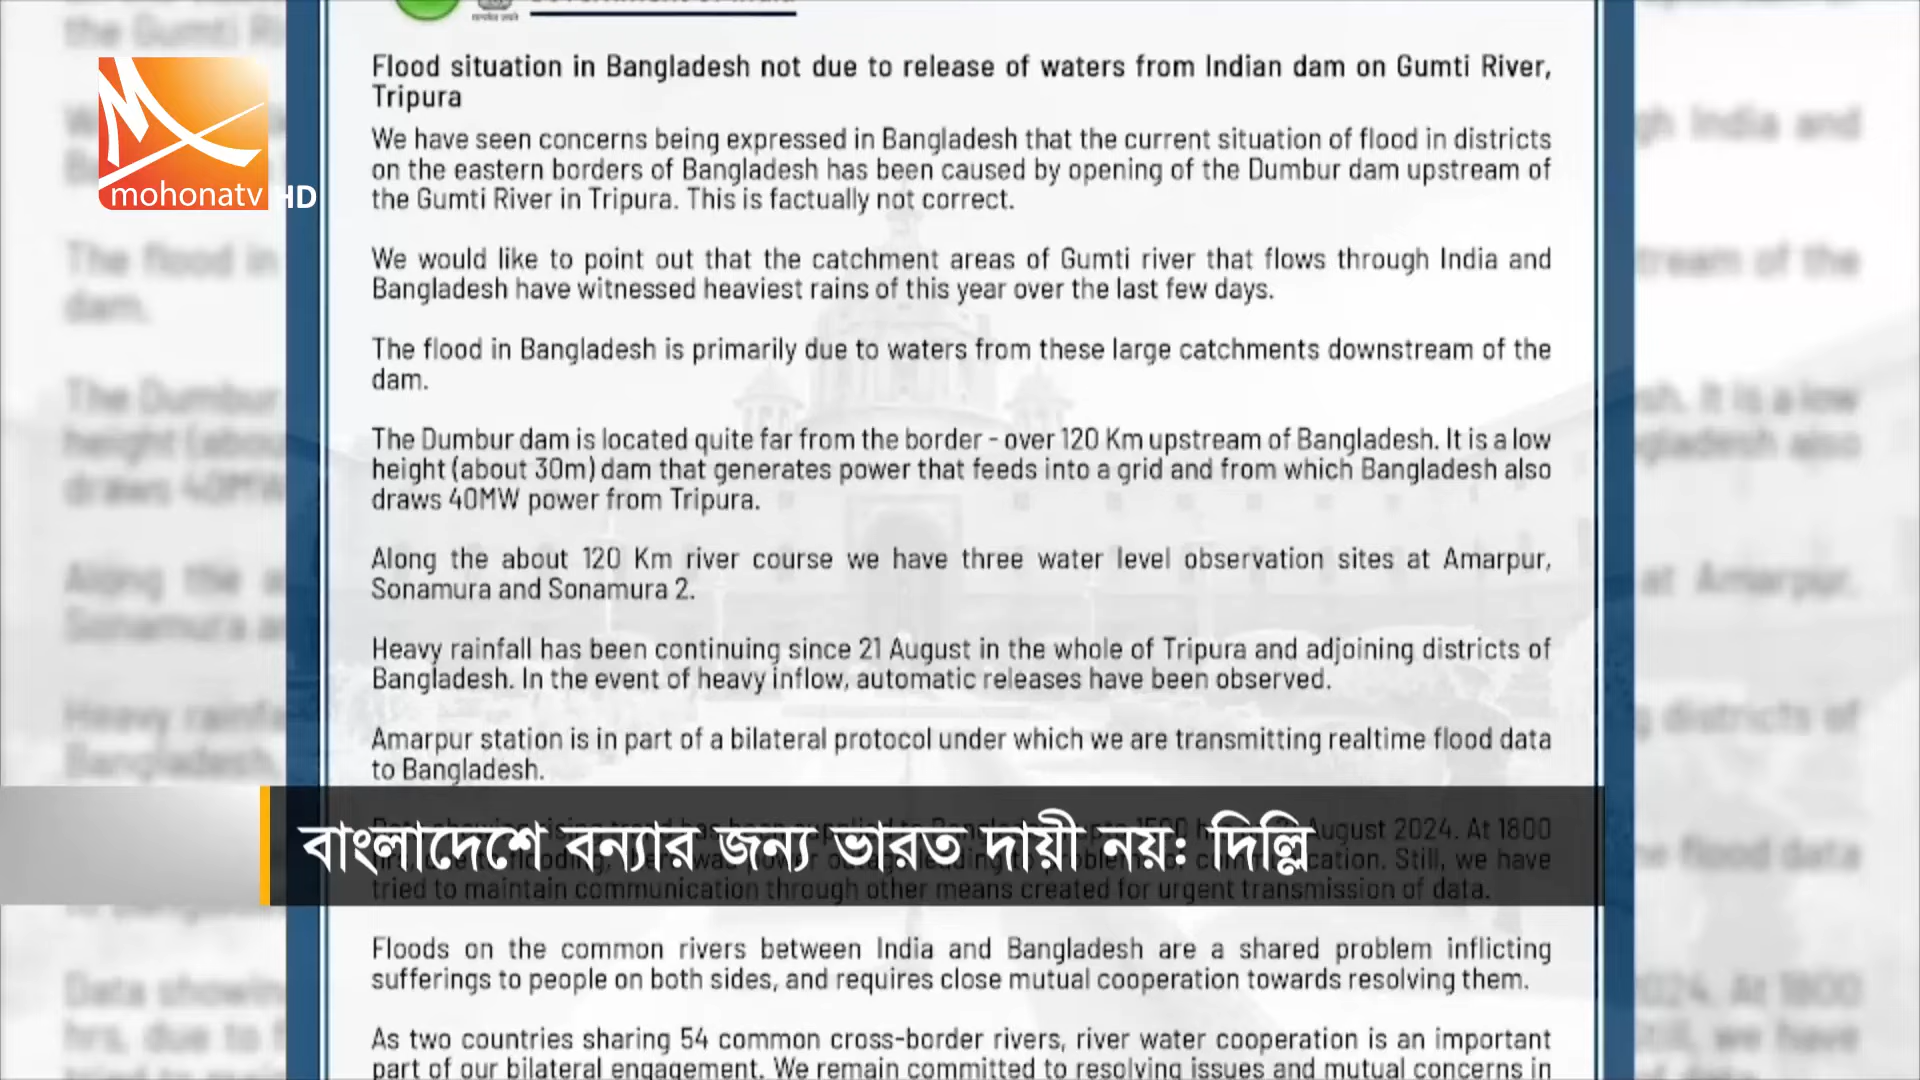 mohonatv HD
Flood situation in Bangladesh not due to release of waters from Indian dam on Gumti River,
Tripura
We have seen concerns being expressed in Bangladesh that the current situation of flood in districts
on the eastern borders of Bangladesh has been caused by opening of the Dumbur dam upstream of
the Gumti River in Tripura. This is factually not correct.
We would like to point out that the catchment areas of Gumti river that flows through India and
Bangladesh have witnessed heaviest rains of this year over the last few days.
The flood in Bangladesh is primarily due to waters from these large catchments downstream of the
dam.
The Dumbur dam is located quite far from the border - over 120 Km upstream of Bangladesh. It is a low
height (about 30m) dam that generates power that feeds into a grid and from which Bangladesh also
draws 40MW power from Tripura.
Along the about 120 Km river course we have three water level observation sites at Amarpur,
Sonamura and Sonamura 2.
Heavy rainfall has been continuing since 21 August in the whole of Tripura and adjoining districts of
Bangladesh. In the event of heavy inflow, automatic releases have been observed.
Amarpur station is in part of a bilateral protocol under which we are transmitting realtime flood data
to Bangladesh.
বাংলাদেশে বন্যার জন্য ভারত দায়ী নয়ঃ দিল্লি
August 2024. At 1800
Still, we have
tried to maintain communication through other means created for urgent transmission of data.
Floods on the common rivers between India and Bangladesh are a shared problem inflicting
sufferings to people on both sides, and requires close mutual cooperation towards resolving them.
As two countries sharing 54 common cross-border rivers, river water cooperation is an important
part of our bilateral engagement. We remain committed to resolving issues and mutual concerns in